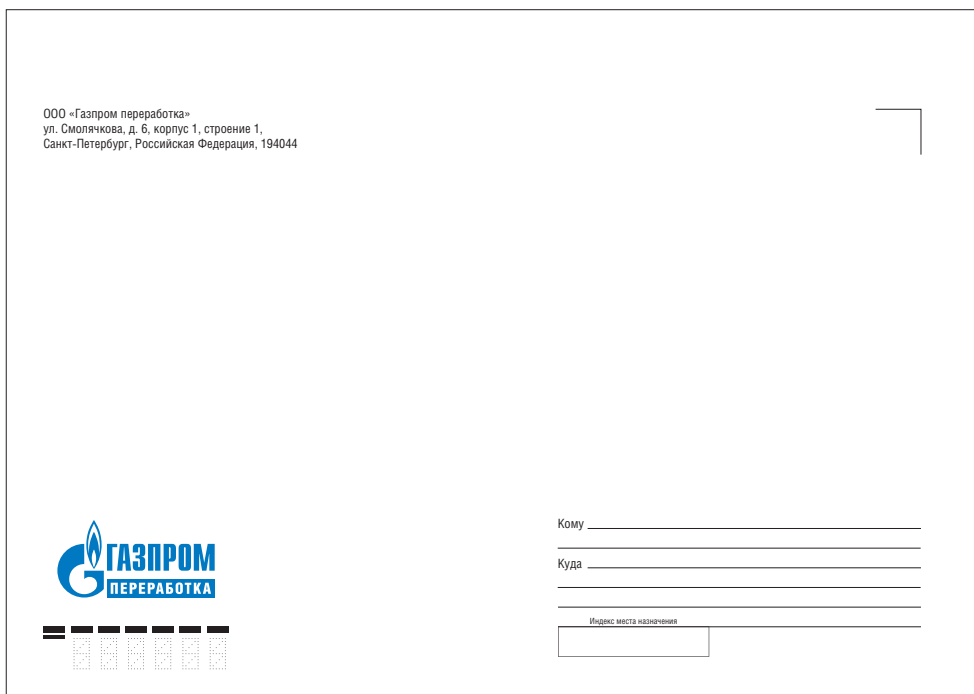 ООО «Газпром переработка»
ул. Смолячкова, д. 6, корпус 1, строение 1,
Санкт-Петербург, Российская Федерация, 194044
ГАЗПРОМ
ПЕРЕРАБОТКА
Кому
Куда
Индекс места назначения